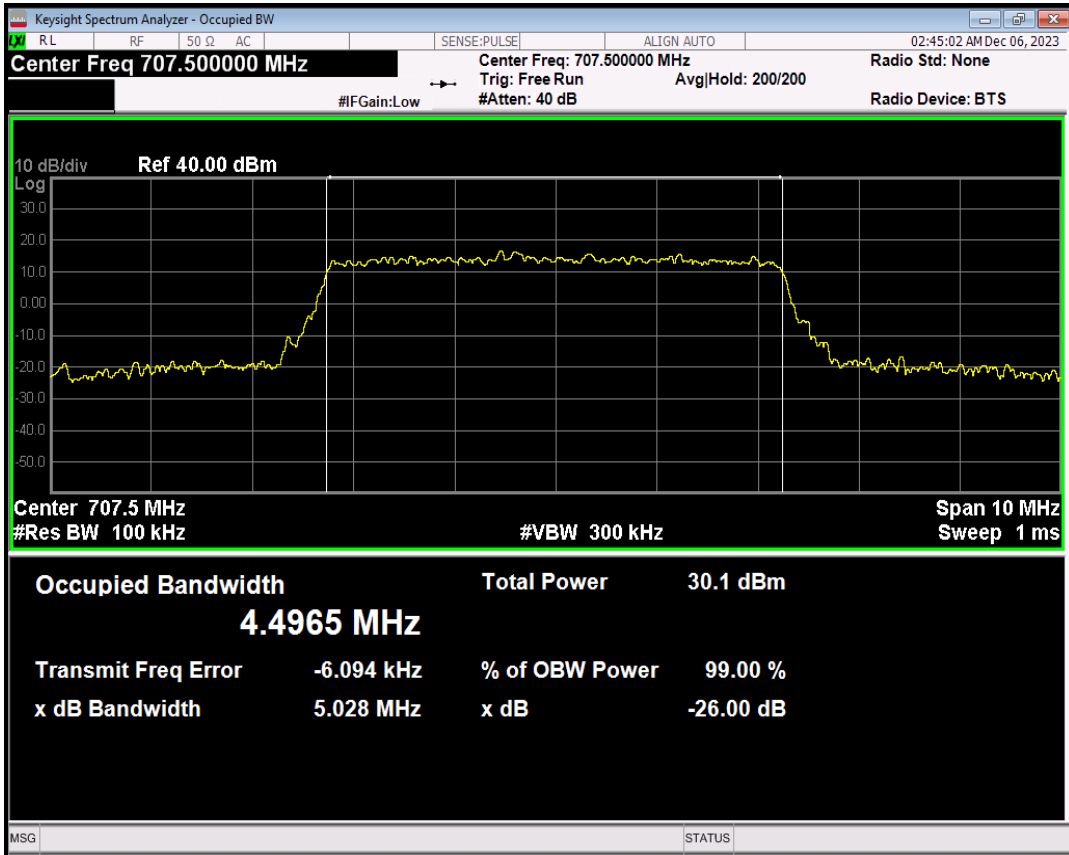 Keysight Spectrum Analyzer - Occupied BW
LXI RL RF 50 Ω AC SENSE:PULSE ALIGN AUTO 02:45:02 AM Dec 06, 2023
Center Freq 707.500000 MHz
Center Freq: 707.500000 MHz
Radio Std: None
Trig: Free Run Avg|Hold: 200/200
#IFGain:Low
#Atten: 40 dB
Radio Device: BTS
10 dB/div Ref 40.00 dBm
Log
30.0
20.0
10.0
0.00
-10.0
-20.0
-30.0
-40.0
-50.0
Center 707.5 MHz Span 10 MHz
#Res BW 100 kHz #VBW 300 kHz Sweep 1 ms
Occupied Bandwidth Total Power 30.1 dBm
4.4965 MHz
Transmit Freq Error -6.094 kHz % of OBW Power 99.00 %
x dB Bandwidth 5.028 MHz x dB -26.00 dB
MSG STATUS